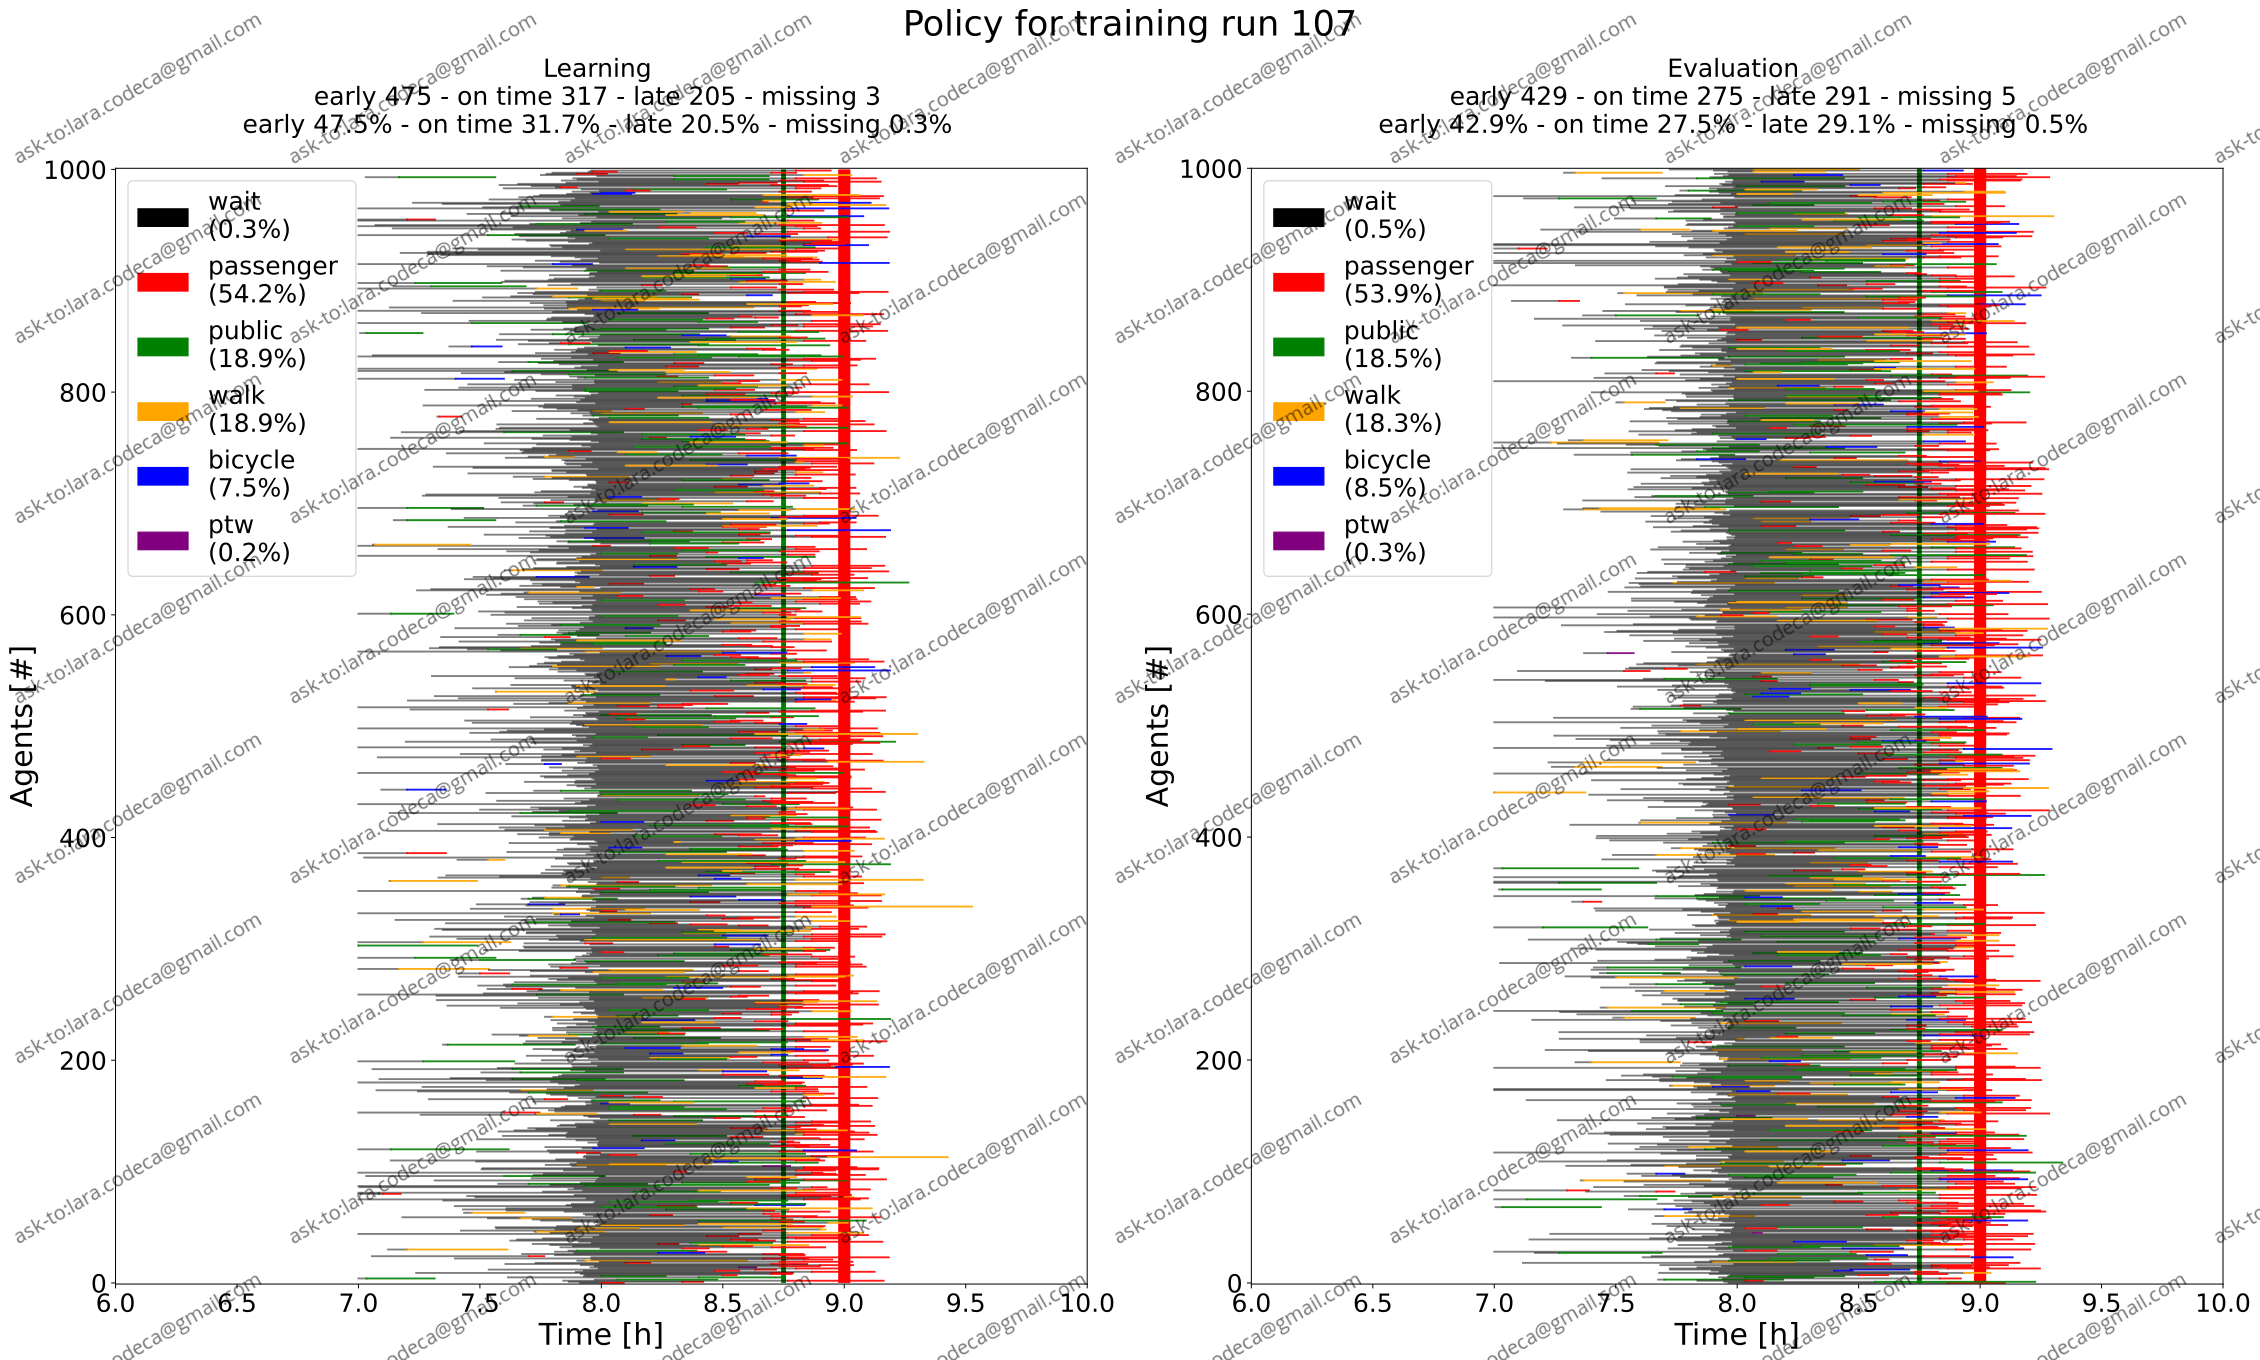 Policy for training run 107
Learning
early 475 - on time 317 - late 205 - missing 3
early 47.5% - on time 31.7% - late 20.5% - missing 0.3%
1000
800
600
400
200
0
Agents [#]
wait
(0.3%)
passenger
(54.2%)
public
(18.9%)
walk
(18.9%)
bicycle
(7.5%)
ptw
(0.2%)
6.0 6.5 7.0 7.5 8.0 8.5 9.0 9.5 10.0
Time [h]
Evaluation
early 429 - on time 275 - late 291 - missing 5
early 42.9% - on time 27.5% - late 29.1% - missing 0.5%
1000
800
600
400
200
0
Agents [#]
wait
(0.5%)
passenger
(53.9%)
public
(18.5%)
walk
(18.3%)
bicycle
(8.5%)
ptw
(0.3%)
6.0 6.5 7.0 7.5 8.0 8.5 9.0 9.5 10.0
Time [h]
ask-to:lara.codeca@gmail.com